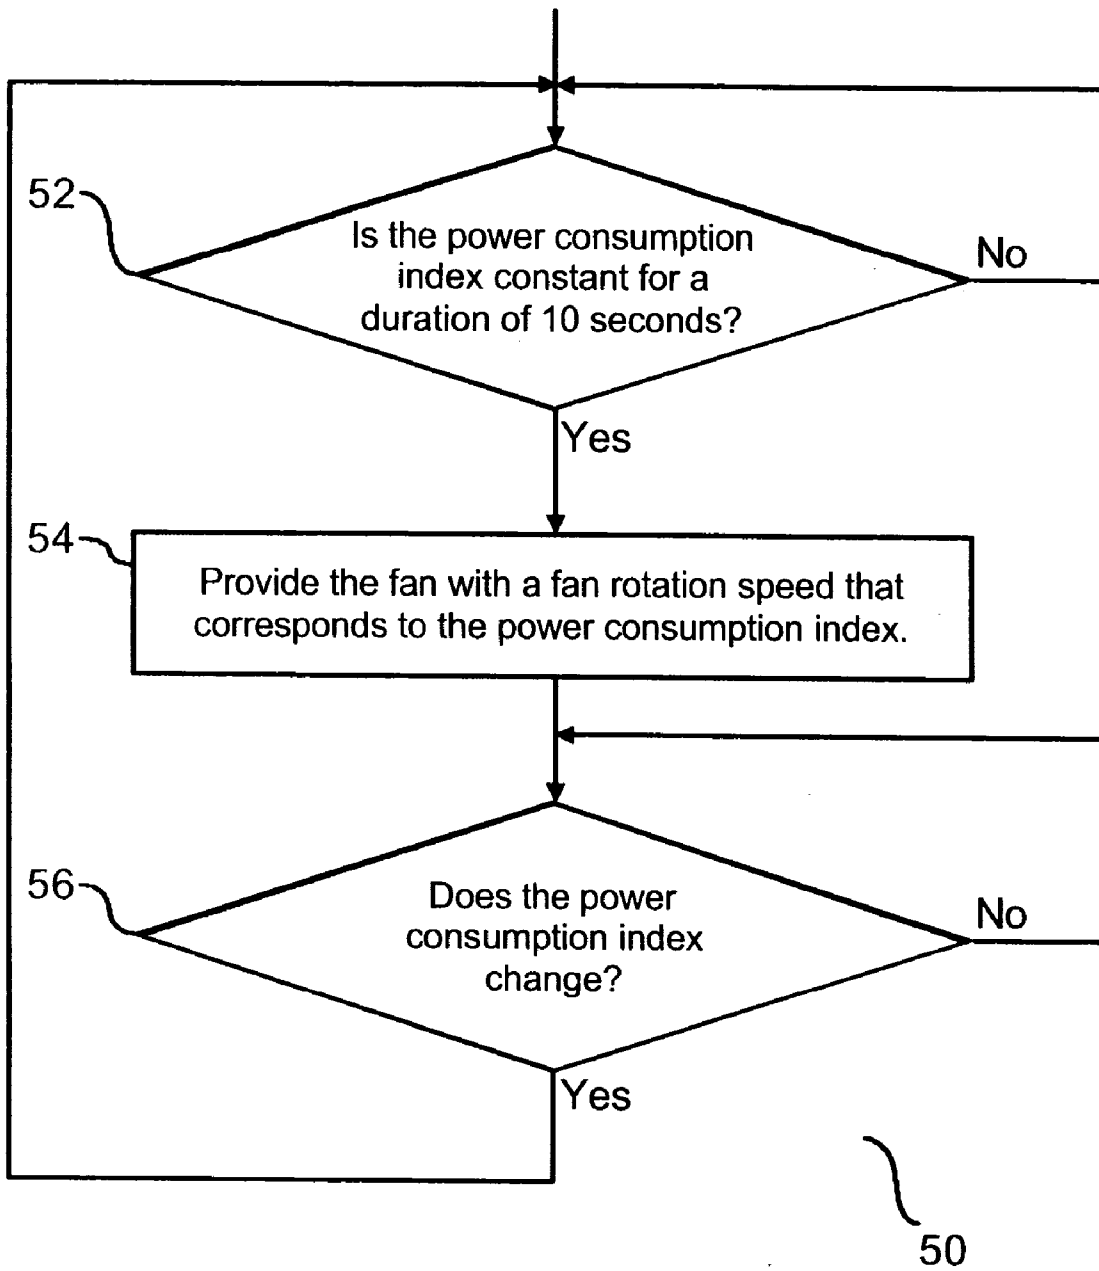 52
Is the power consumption
index constant for a
duration of 10 seconds?
No
Yes
54
Provide the fan with a fan rotation speed that
corresponds to the power consumption index.
56
Does the power
consumption index
change?
No
Yes
50